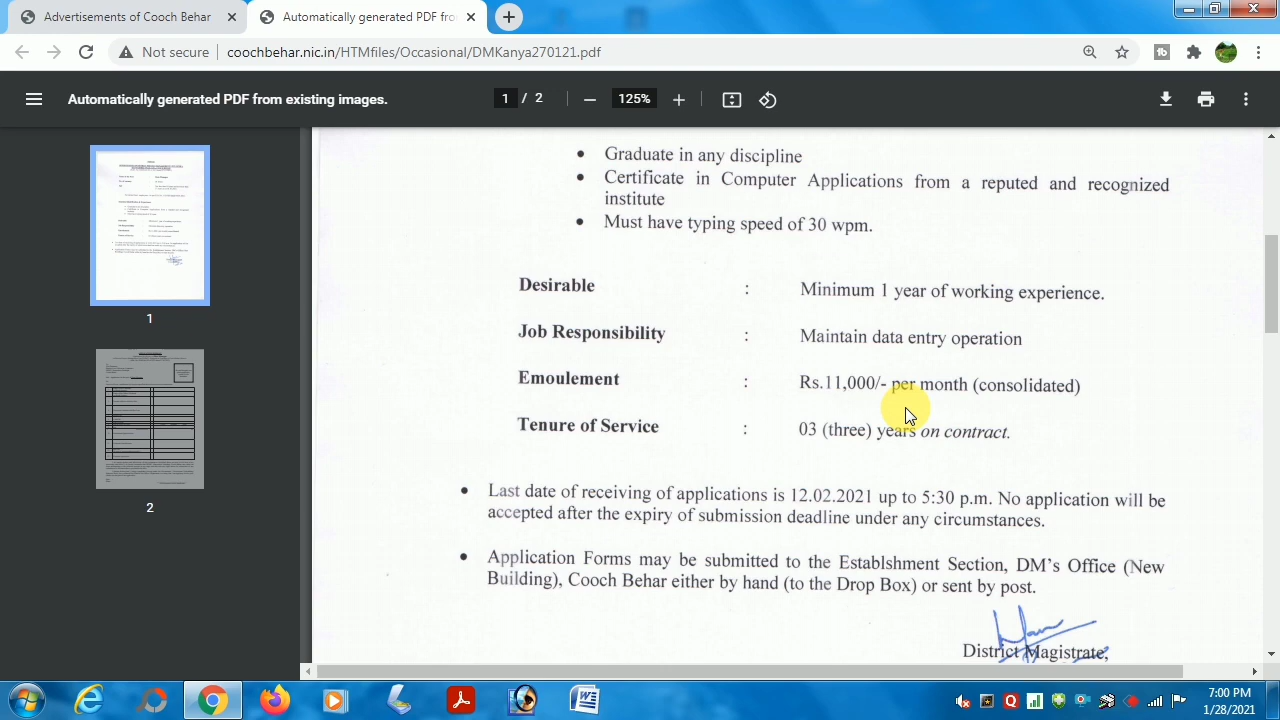 Advertisements of Cooch Behar
Automatically generated PDF fro
Not secure
coochbehar.nic.in/HTMfiles/Occasional/DMKanya270121.pdf
Automatically generated PDF from existing images.
1 / 2
125%
• Graduate in any discipline
• Certificate in Computer Applications from a reputed and recognized
institute
• Must have typing speed of 30 wpm.
Desirable : Minimum 1 year of working experience.
Job Responsibility : Maintain data entry operation
Emoulement : Rs.11,000/- per month (consolidated)
Tenure of Service : 03 (three) years on contract.
• Last date of receiving of applications is 12.02.2021 up to 5:30 p.m. No application will be
accepted after the expiry of submission deadline under any circumstances.
• Application Forms may be submitted to the Establshment Section, DM's Office (New
Building), Cooch Behar either by hand (to the Drop Box) or sent by post.
District Magistrate,
1
2
7:00 PM
1/28/2021